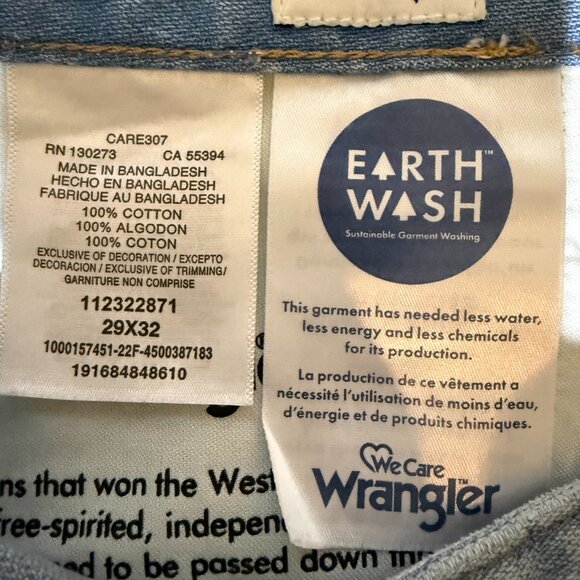 CARE307
RN 130273 CA 55394
MADE IN BANGLADESH
HECHO EN BANGLADESH
FABRIQUE AU BANGLADESH
100% COTTON
100% ALGODON
100% COTON
EXCLUSIVE OF DECORATION / EXCEPTO
DECORACION / EXCLUSIVE OF TRIMMING/
GARNITURE NON COMPRISE
112322871
29X32
1000157451-22F-4500387183
191684848610
EARTH™
WASH
Sustainable Garment Washing
This garment has needed less water,
less energy and less chemicals
for its production.
La production de ce vêtement a
nécessité l'utilisation de moins d'eau,
d'énergie et de produits chimiques.
We Care
Wrangler™
ns that won the West
free-spirited, indepen
ed to be passed down